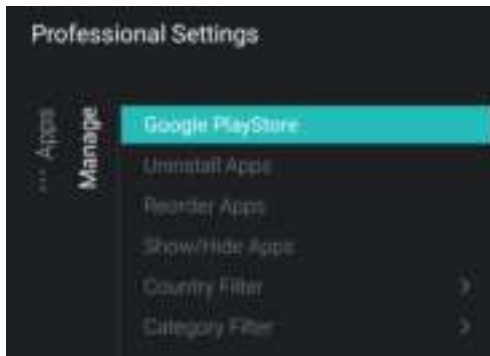 Professional Settings
... Apps
Manage
Google PlayStore
Uninstall Apps
Reorder Apps
Show/Hide Apps
Country Filter
Category Filter